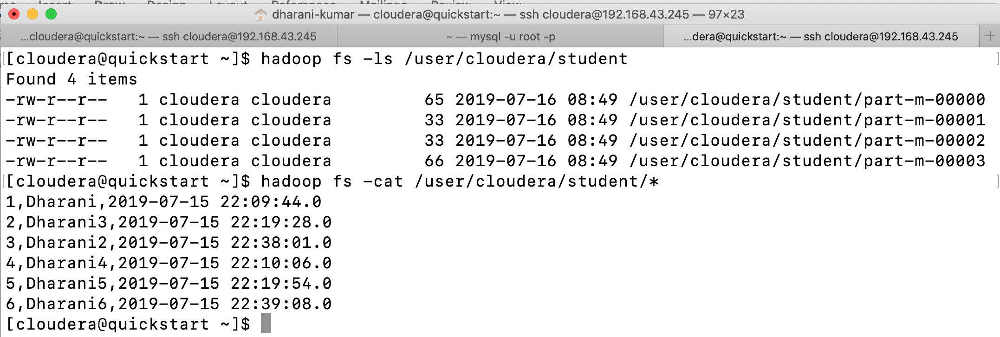 Insert Draw Design Layout References Mailings Review View
dharani-kumar — cloudera@quickstart:~ — ssh cloudera@192.168.43.245 — 97×23
...cloudera@quickstart:~ — ssh cloudera@192.168.43.245
~ — mysql -u root -p
...dera@quickstart:~ — ssh cloudera@192.168.43.245
[cloudera@quickstart ~]$ hadoop fs -ls /user/cloudera/student
Found 4 items
-rw-r--r--   1 cloudera cloudera         65 2019-07-16 08:49 /user/cloudera/student/part-m-00000
-rw-r--r--   1 cloudera cloudera         33 2019-07-16 08:49 /user/cloudera/student/part-m-00001
-rw-r--r--   1 cloudera cloudera         33 2019-07-16 08:49 /user/cloudera/student/part-m-00002
-rw-r--r--   1 cloudera cloudera         66 2019-07-16 08:49 /user/cloudera/student/part-m-00003
[cloudera@quickstart ~]$ hadoop fs -cat /user/cloudera/student/*
1,Dharani,2019-07-15 22:09:44.0
2,Dharani3,2019-07-15 22:19:28.0
3,Dharani2,2019-07-15 22:38:01.0
4,Dharani4,2019-07-15 22:10:06.0
5,Dharani5,2019-07-15 22:19:54.0
6,Dharani6,2019-07-15 22:39:08.0
[cloudera@quickstart ~]$